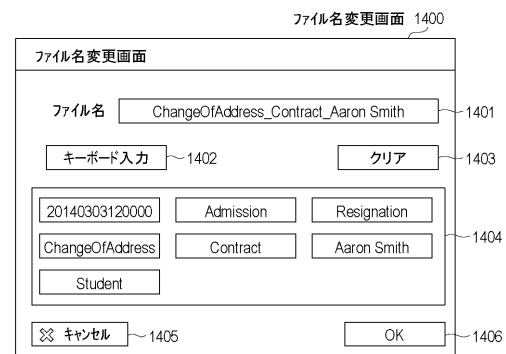 ファイル名変更画面 1400
ファイル名変更画面
ファイル名 ChangeOfAddress_Contract_Aaron Smith 1401
キーボード入力 1402 クリア 1403
20140303120000 Admission Resignation
1404
ChangeOfAddress Contract Aaron Smith
Student
キャンセル 1405 OK 1406